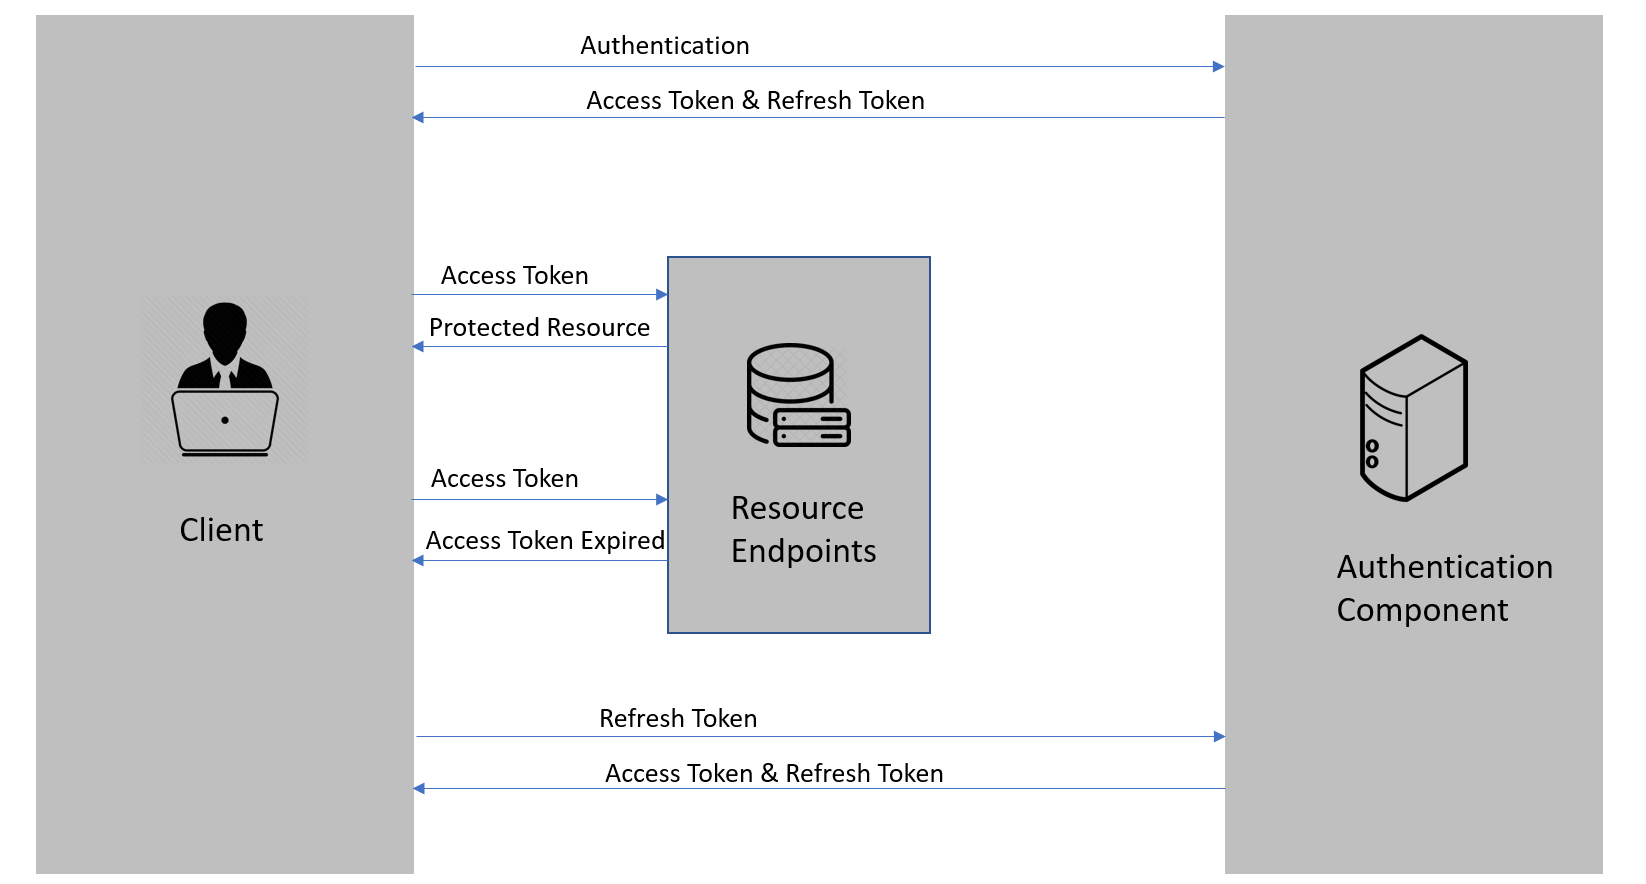 Authentication
Access Token & Refresh Token
Access Token
Protected Resource
Access Token
Access Token Expired
Client
Resource
Endpoints
Authentication
Component
Refresh Token
Access Token & Refresh Token